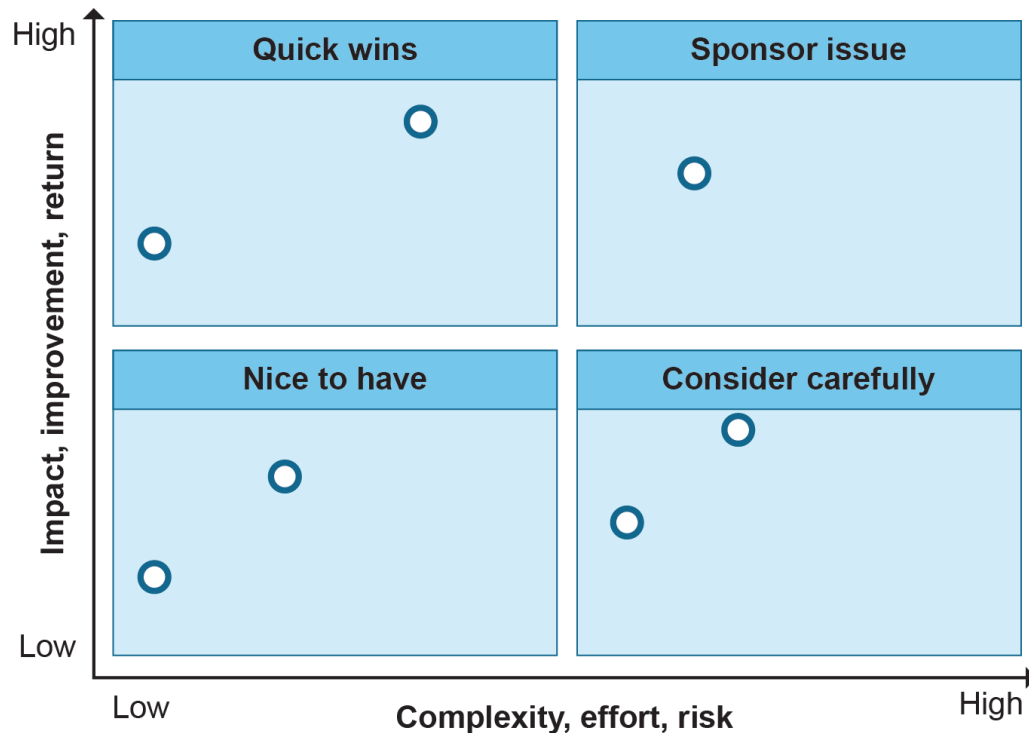 High
Quick wins
Sponsor issue
Impact, improvement, return
Nice to have
Consider carefully
Low
Low
Complexity, effort, risk
High